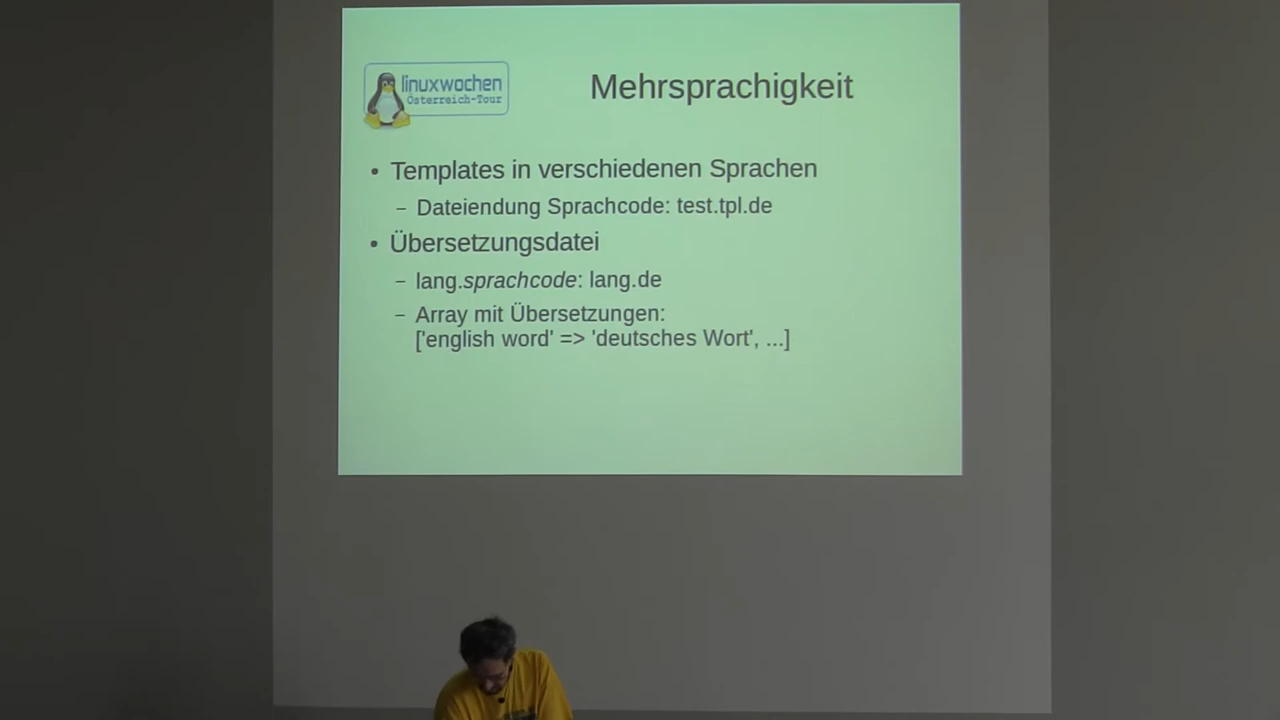 linuxwochen
Österreich-Tour
Mehrsprachigkeit
• Templates in verschiedenen Sprachen
– Dateiendung Sprachcode: test.tpl.de
• Übersetzungsdatei
– lang.sprachcode: lang.de
– Array mit Übersetzungen:
['english word' => 'deutsches Wort', ...]